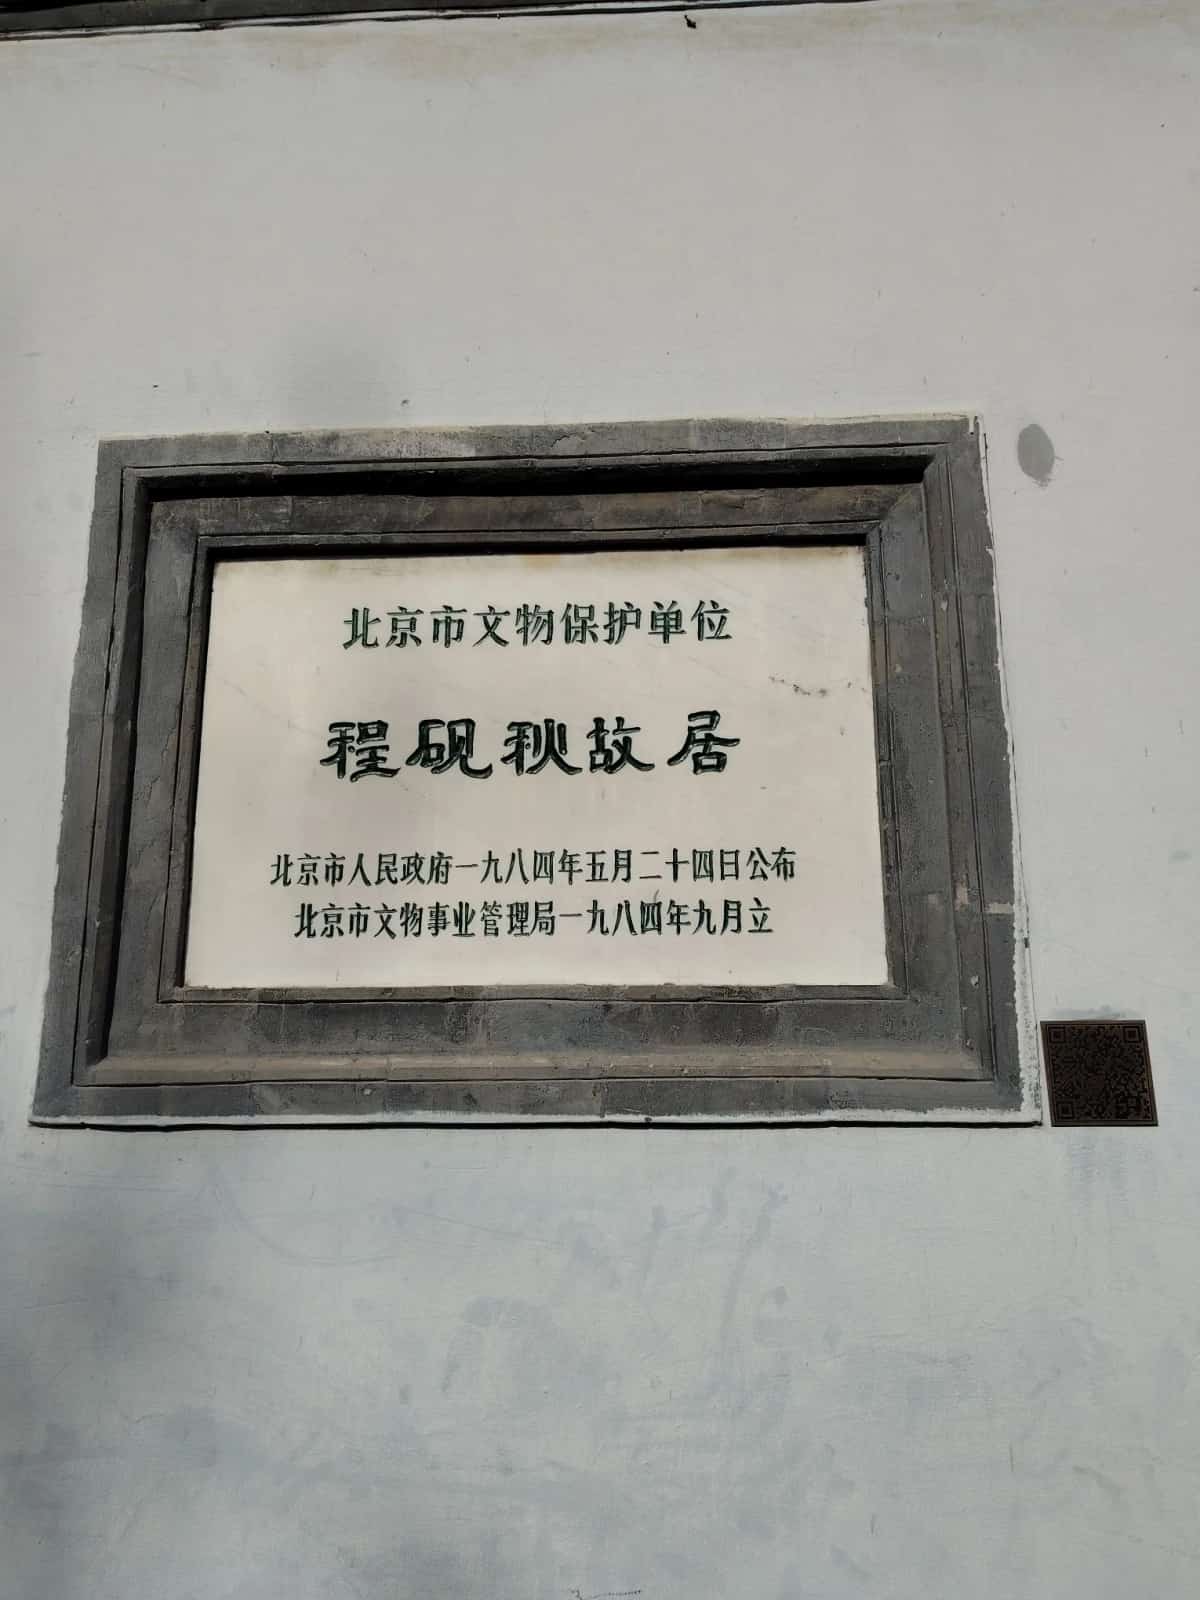 北京市文物保护单位
程砚秋故居
北京市人民政府一九八四年五月二十四日公布
北京市文物事业管理局一九八四年九月立